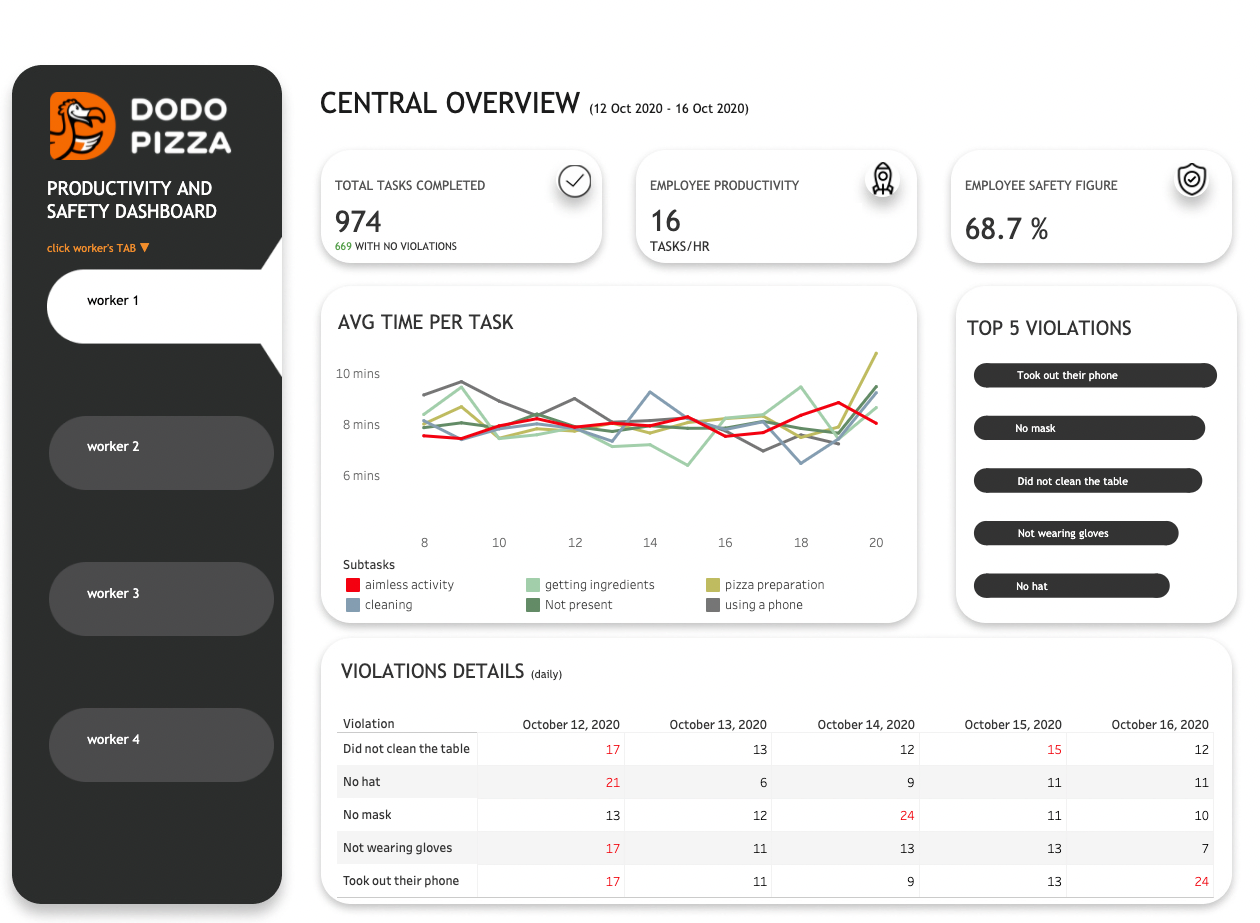 DODO
PIZZA
PRODUCTIVITY AND
SAFETY DASHBOARD
click worker's TAB ▼
worker 1
worker 2
worker 3
worker 4
CENTRAL OVERVIEW (12 Oct 2020 - 16 Oct 2020)
TOTAL TASKS COMPLETED
974
669 WITH NO VIOLATIONS
EMPLOYEE PRODUCTIVITY
16
TASKS/HR
EMPLOYEE SAFETY FIGURE
68.7 %
AVG TIME PER TASK
10 mins
8 mins
6 mins
8 10 12 14 16 18 20
Subtasks
aimless activity getting ingredients pizza preparation
cleaning Not present using a phone
TOP 5 VIOLATIONS
Took out their phone
No mask
Did not clean the table
Not wearing gloves
No hat
VIOLATIONS DETAILS (daily)
Violation October 12, 2020 October 13, 2020 October 14, 2020 October 15, 2020 October 16, 2020
Did not clean the table 17 13 12 15 12
No hat 21 6 9 11 11
No mask 13 12 24 11 10
Not wearing gloves 17 11 13 13 7
Took out their phone 17 11 9 13 24